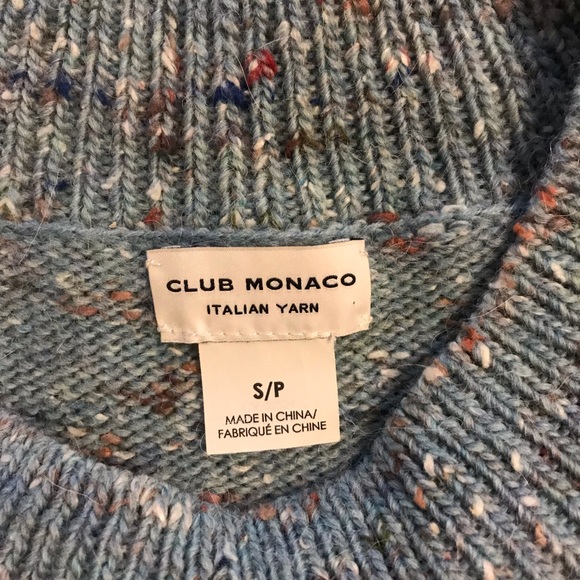 CLUB MONACO
ITALIAN YARN
S/P
MADE IN CHINA/
FABRIQUÉ EN CHINE